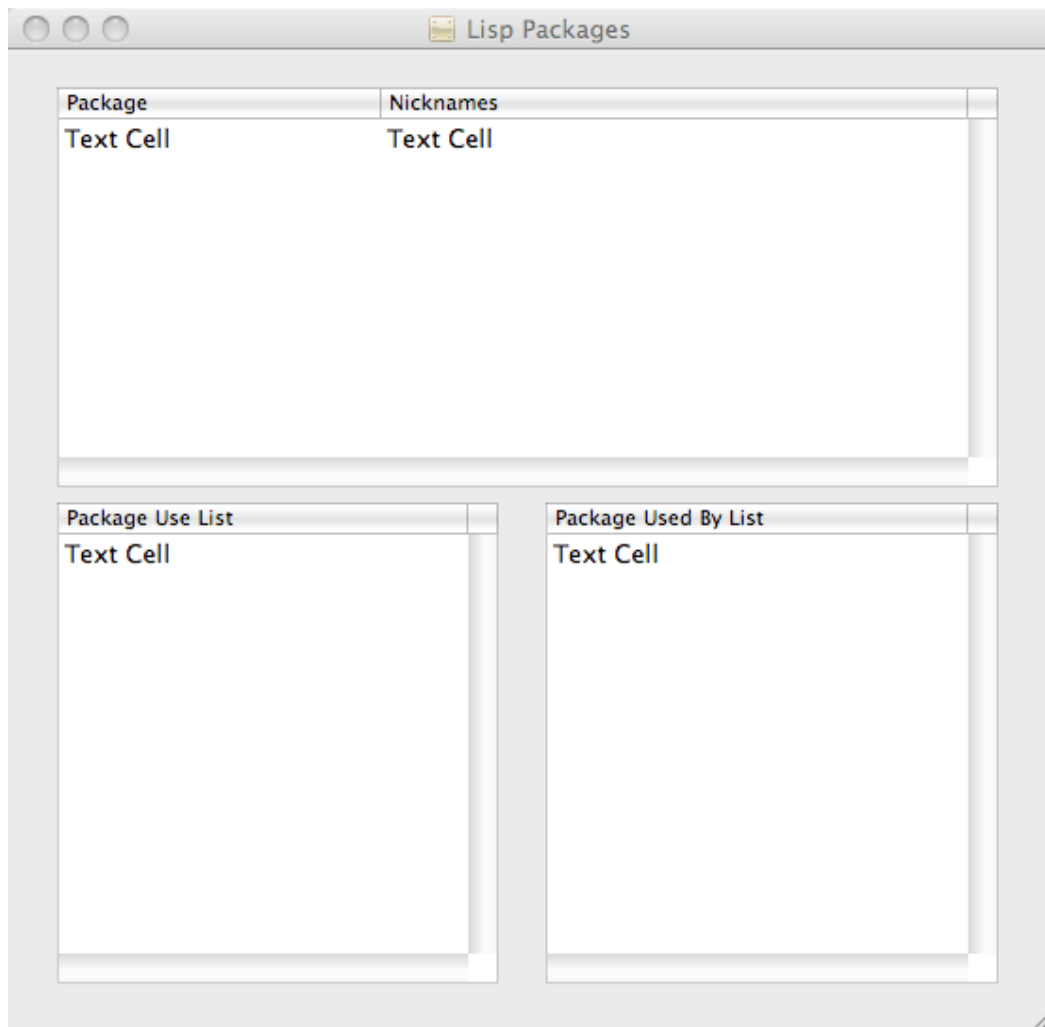 Lisp Packages
Package Nicknames
Text Cell Text Cell
Package Use List Package Used By List
Text Cell Text Cell